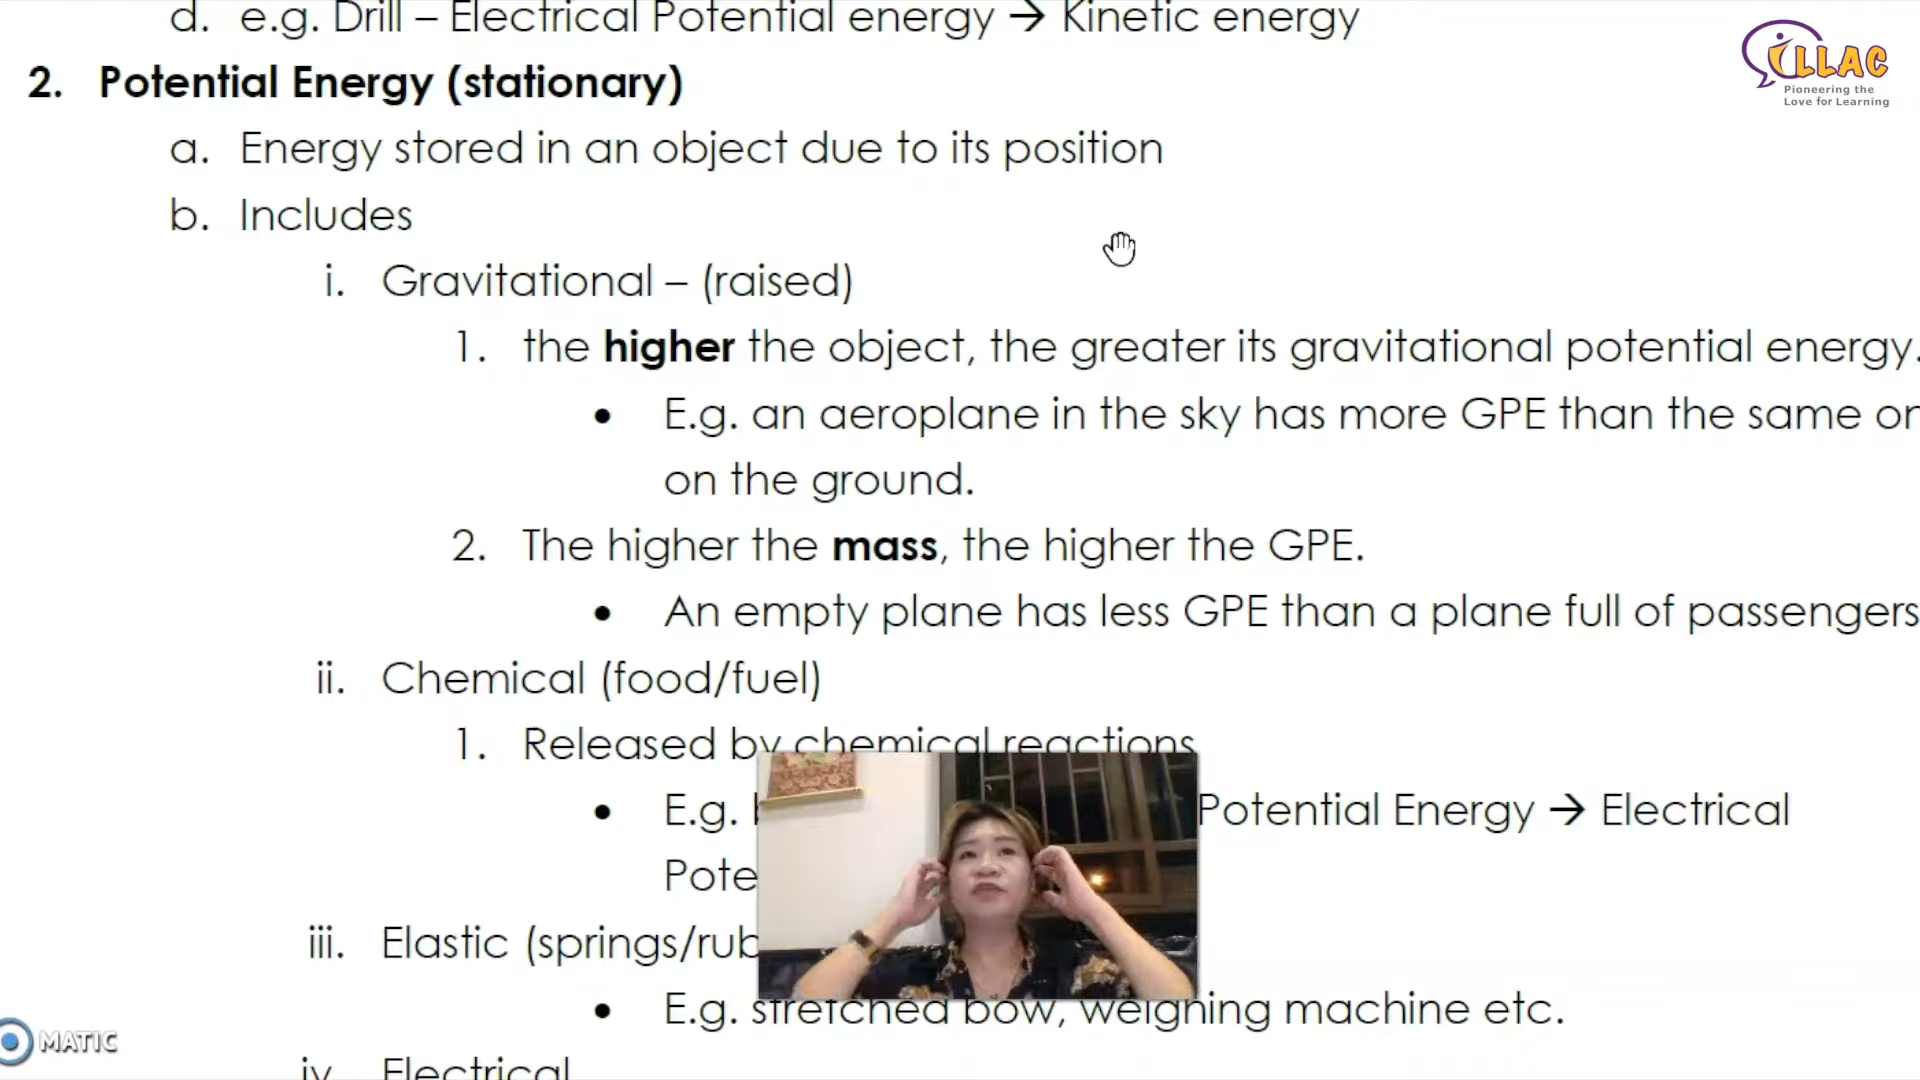 d. e.g. Drill – Electrical Potential energy → Kinetic energy
2. Potential Energy (stationary)
a. Energy stored in an object due to its position
b. Includes
i. Gravitational – (raised)
1. the higher the object, the greater its gravitational potential energy.
• E.g. an aeroplane in the sky has more GPE than the same
on the ground.
2. The higher the mass, the higher the GPE.
• An empty plane has less GPE than a plane full of passengers
ii. Chemical (food/fuel)
1. Released by chemical reactions
• E.g. Potential Energy → Electrical
iii. Elastic
• E.g. stretched bow, weighing machine etc.
iv. Electrical
iLLAC
Pioneering the
Love for Learning
MATIC